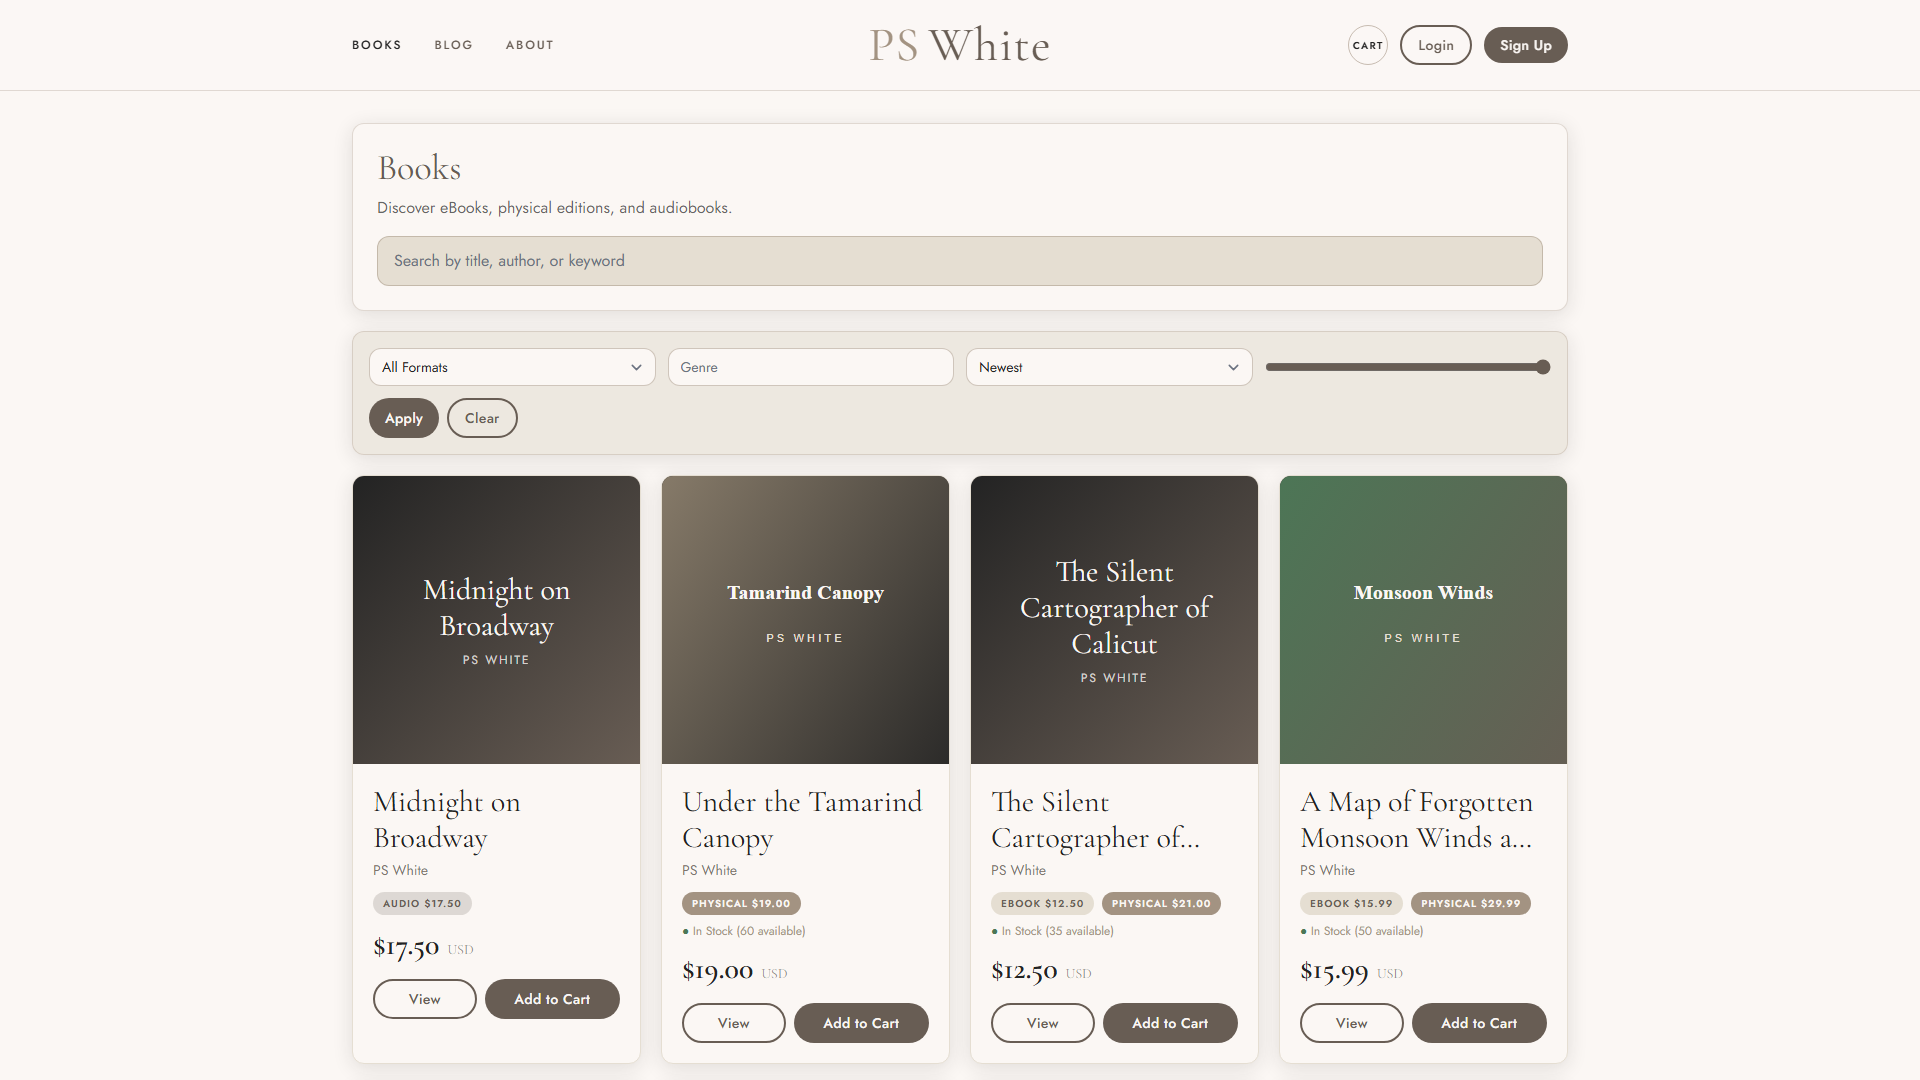 BOOKS
BLOG
ABOUT
PS White
CART
Login
Sign Up
Books
Discover eBooks, physical editions, and audiobooks.
Search by title, author, or keyword
All Formats
Genre
Newest
Apply
Clear
Midnight on
Broadway
PS WHITE
Midnight on
Broadway
PS White
AUDIO $17.50
$17.50 USD
View
Add to Cart
Tamarind Canopy
PS WHITE
Under the Tamarind
Canopy
PS White
PHYSICAL $19.00
● In Stock (60 available)
$19.00 USD
View
Add to Cart
The Silent
Cartographer of
Calicut
PS WHITE
The Silent
Cartographer of...
PS White
EBOOK $12.50
PHYSICAL $21.00
● In Stock (35 available)
$12.50 USD
View
Add to Cart
Monsoon Winds
PS WHITE
A Map of Forgotten
Monsoon Winds a...
PS White
EBOOK $15.99
PHYSICAL $29.99
● In Stock (50 available)
$15.99 USD
View
Add to Cart